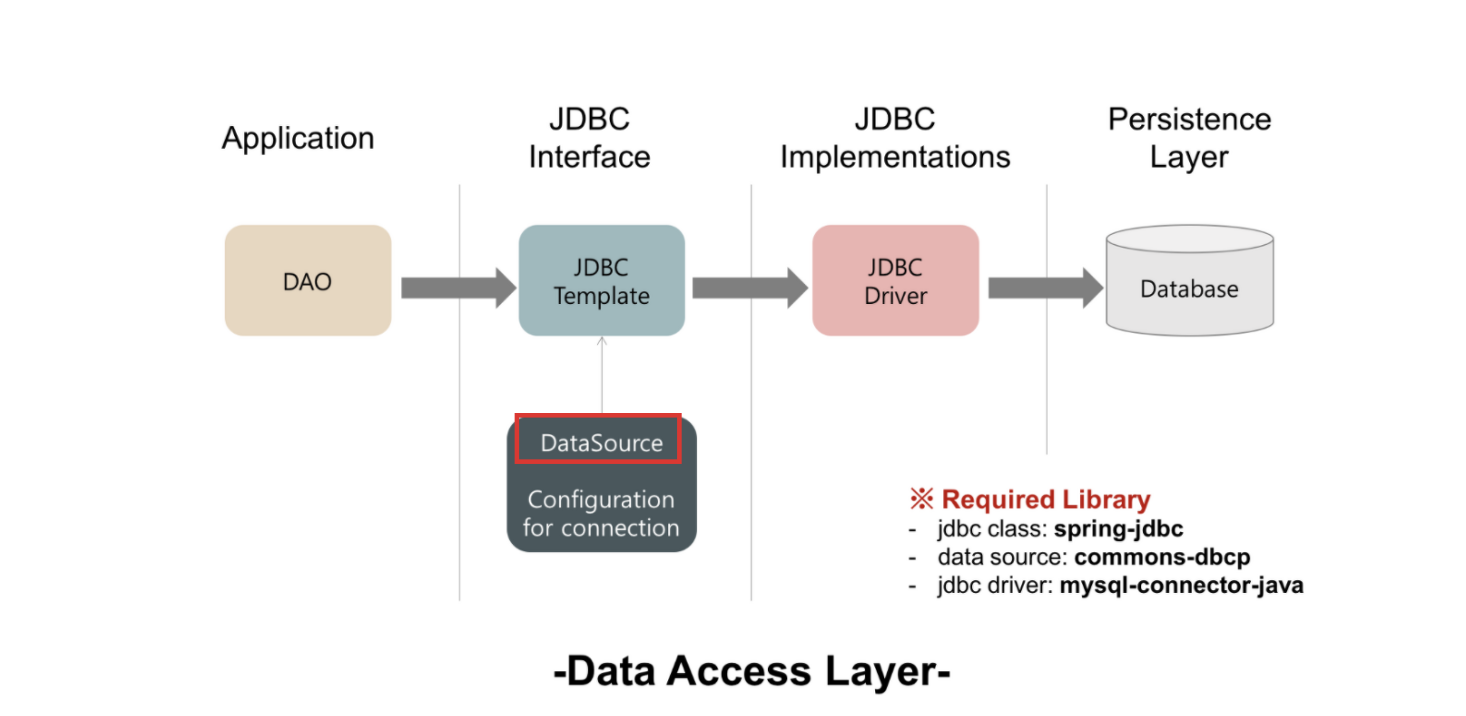 Application
JDBC
Interface
JDBC
Implementations
Persistence
Layer
DAO
JDBC
Template
JDBC
Driver
Database
DataSource
Configuration
for connection
※ Required Library
- jdbc class: spring-jdbc
- data source: commons-dbcp
- jdbc driver: mysql-connector-java
-Data Access Layer-